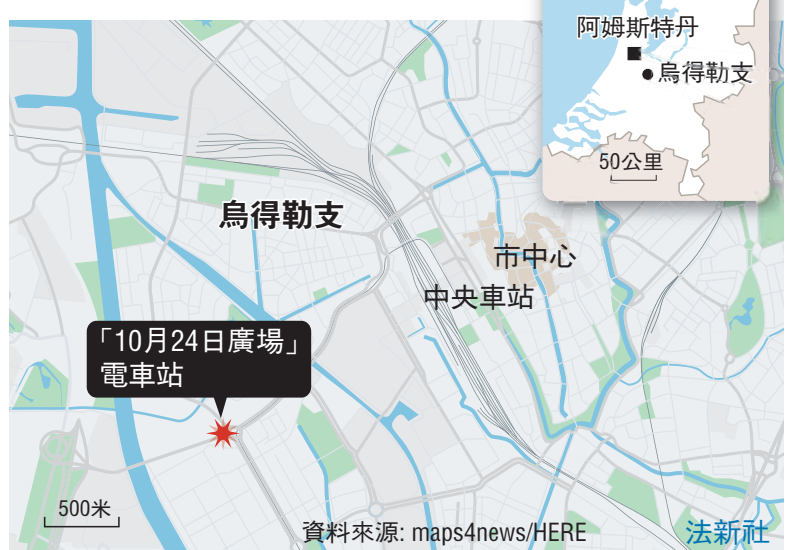 阿姆斯特丹
烏得勒支
50公里
烏得勒支
市中心
中央車站
「10月24日廣場」
電車站
500米
資料來源: maps4news/HERE
法新社